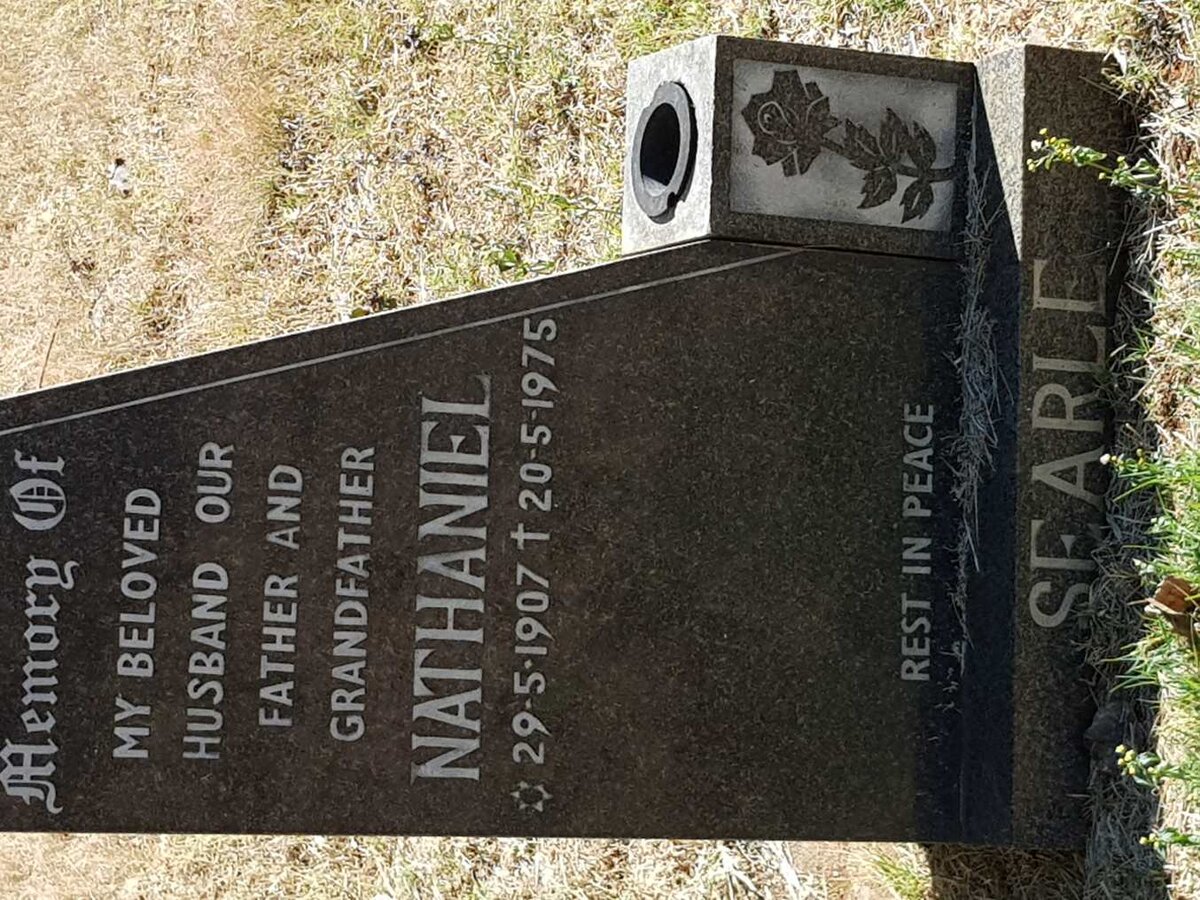 Memory Of
MY BELOVED
HUSBAND OUR
FATHER AND
GRANDFATHER
NATHANIEL
29-5-1907 † 20-5-1975
REST IN PEACE
SEARLE